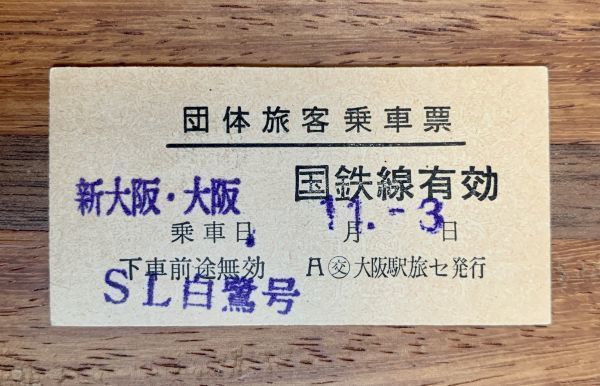 団体旅客乗車票
国鉄線有効
新大阪・大阪
乗車日 11.-3 月 日
下車前途無効 交 大阪駅旅セ発行
SL白鷺号